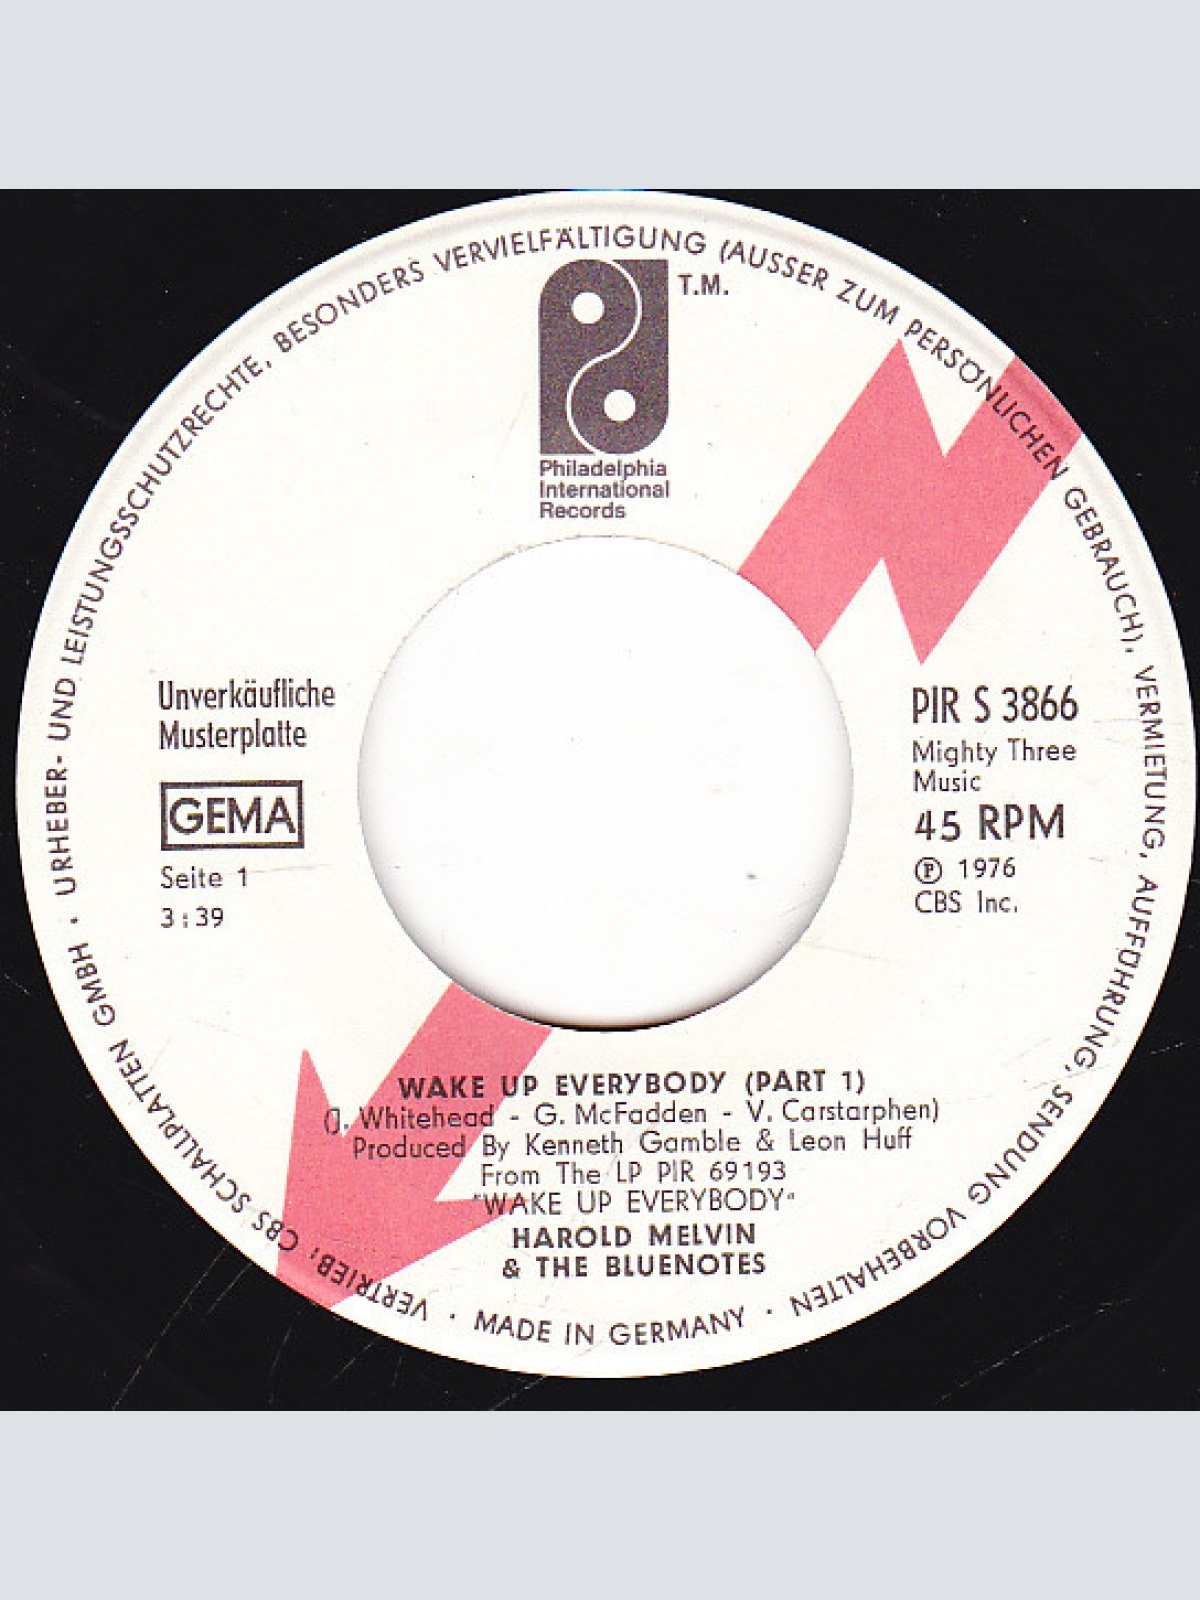 URHEBER- UND LEISTUNGSSCHUTZRECHTE, BESONDERS VERVIELFÄLTIGUNG (AUSSER ZUM PERSÖNLICHEN GEBRAUCH), VERMIETUNG, AUFFÜHRUNG, SENDUNG VORBEHALTEN
T.M.
Philadelphia
International
Records
Unverkäufliche
Musterplatte
GEMA
Seite 1
3:39
PIR S 3866
Mighty Three
Music
45 RPM
Ⓟ 1976
CBS Inc.
WAKE UP EVERYBODY (PART 1)
(J. Whitehead - G. McFadden - V. Carstarphen)
Produced By Kenneth Gamble & Leon Huff
From The LP PIR 69193
"WAKE UP EVERYBODY"
HAROLD MELVIN
& THE BLUENOTES
· MADE IN GERMANY ·
VERTRIEB: CBS SCHALLPLATTEN GMBH ·